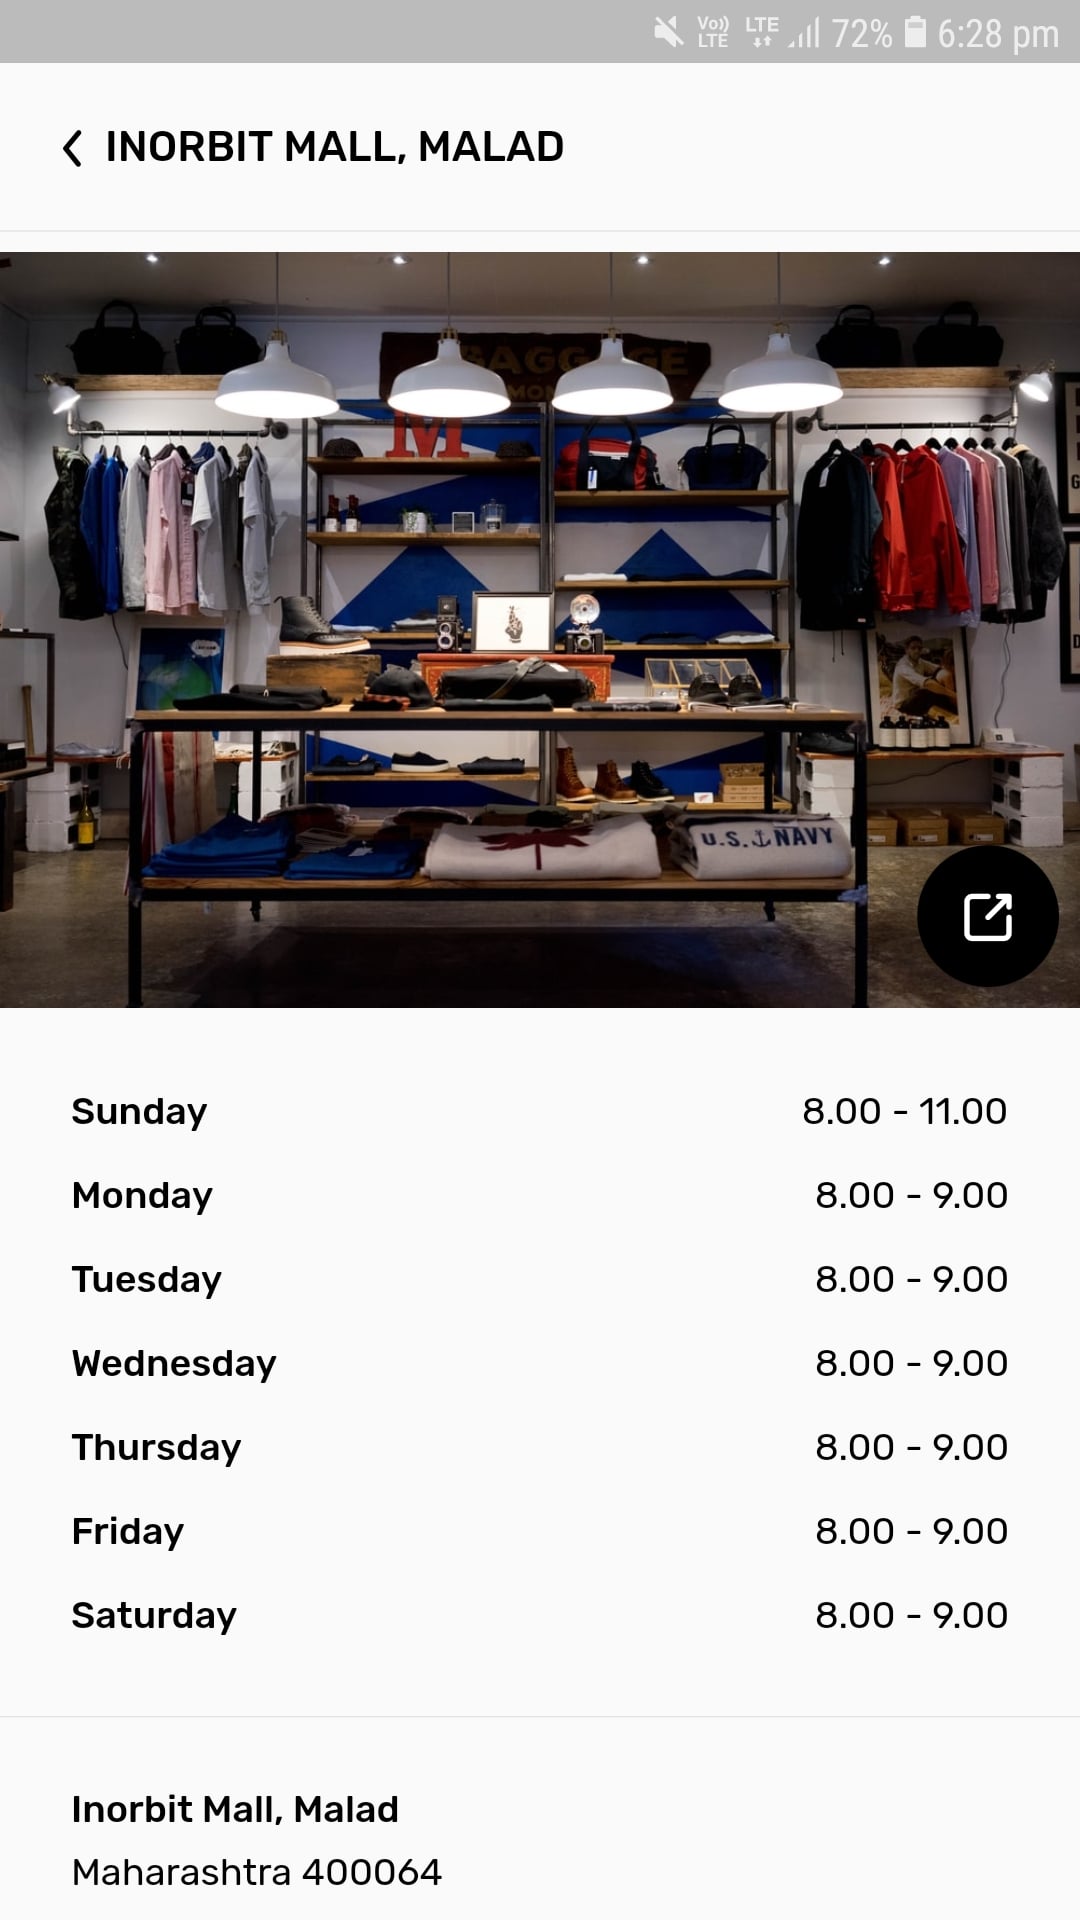 Vo)) LTE LTE 72% 6:28 pm
INORBIT MALL, MALAD
BAGGAGE
M
U.S. NAVY
Sunday 8.00 - 11.00
Monday 8.00 - 9.00
Tuesday 8.00 - 9.00
Wednesday 8.00 - 9.00
Thursday 8.00 - 9.00
Friday 8.00 - 9.00
Saturday 8.00 - 9.00
Inorbit Mall, Malad
Maharashtra 400064